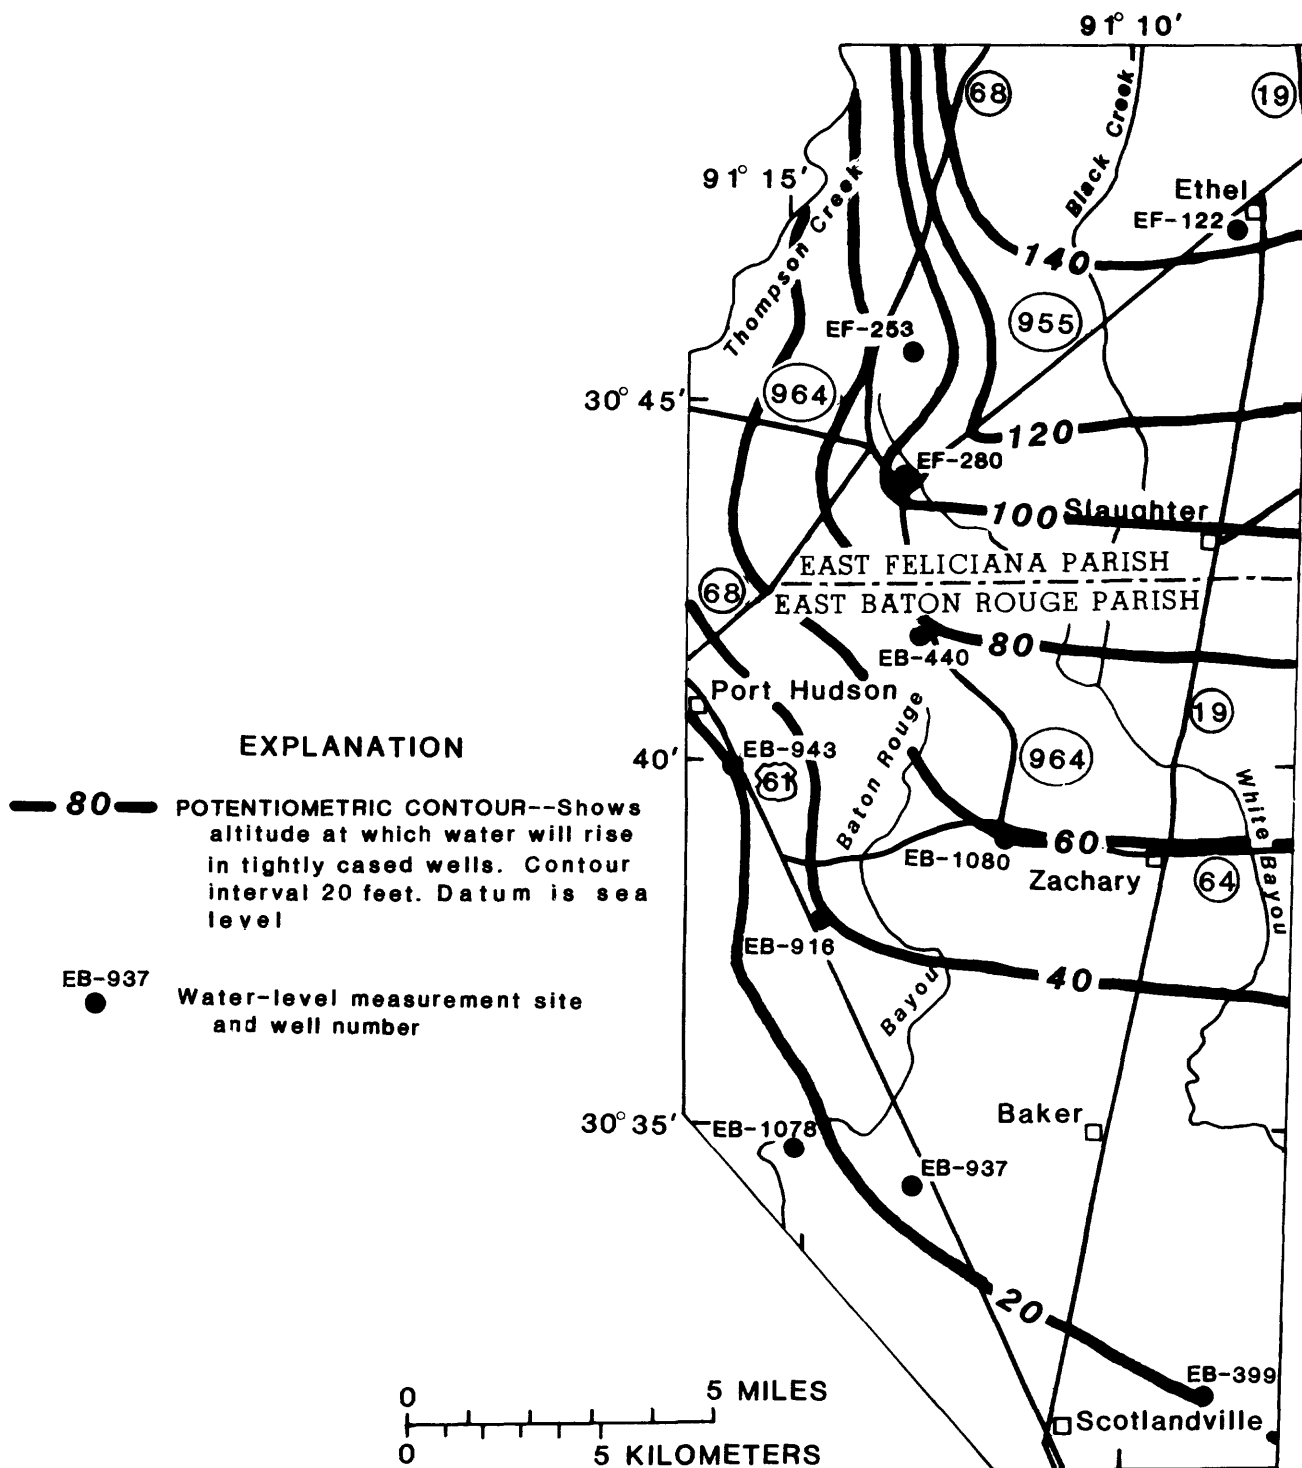 91° 10'
68
19
Black Creek
91° 15'
Thompson Creek
Ethel
EF-122
140
955
EF-253
964
30° 45'
120
EF-280
100
Slaughter
EAST FELICIANA PARISH
68
EAST BATON ROUGE PARISH
80
EB-440
Port Hudson
19
EXPLANATION
EB-943
40'
61
964
Baton Rouge
Bayou
White Bayou
80
POTENTIOMETRIC CONTOUR--Shows
altitude at which water will rise
in tightly cased wells. Contour
interval 20 feet. Datum is sea
level
60
EB-1080
Zachary
64
EB-916
40
EB-937
Water-level measurement site
and well number
30° 35'
EB-1078
Baker
EB-937
20
EB-399
Scotlandville
0 5 MILES
0 5 KILOMETERS